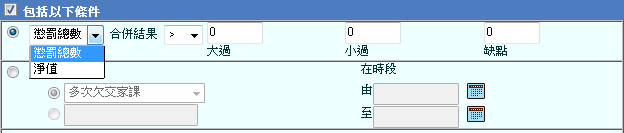 包括以下條件
懲罰總數 合併結果 > 0 0 0
大過 小過 缺点
懲罰總數
淨值
在時段
多次欠交家課 由
至